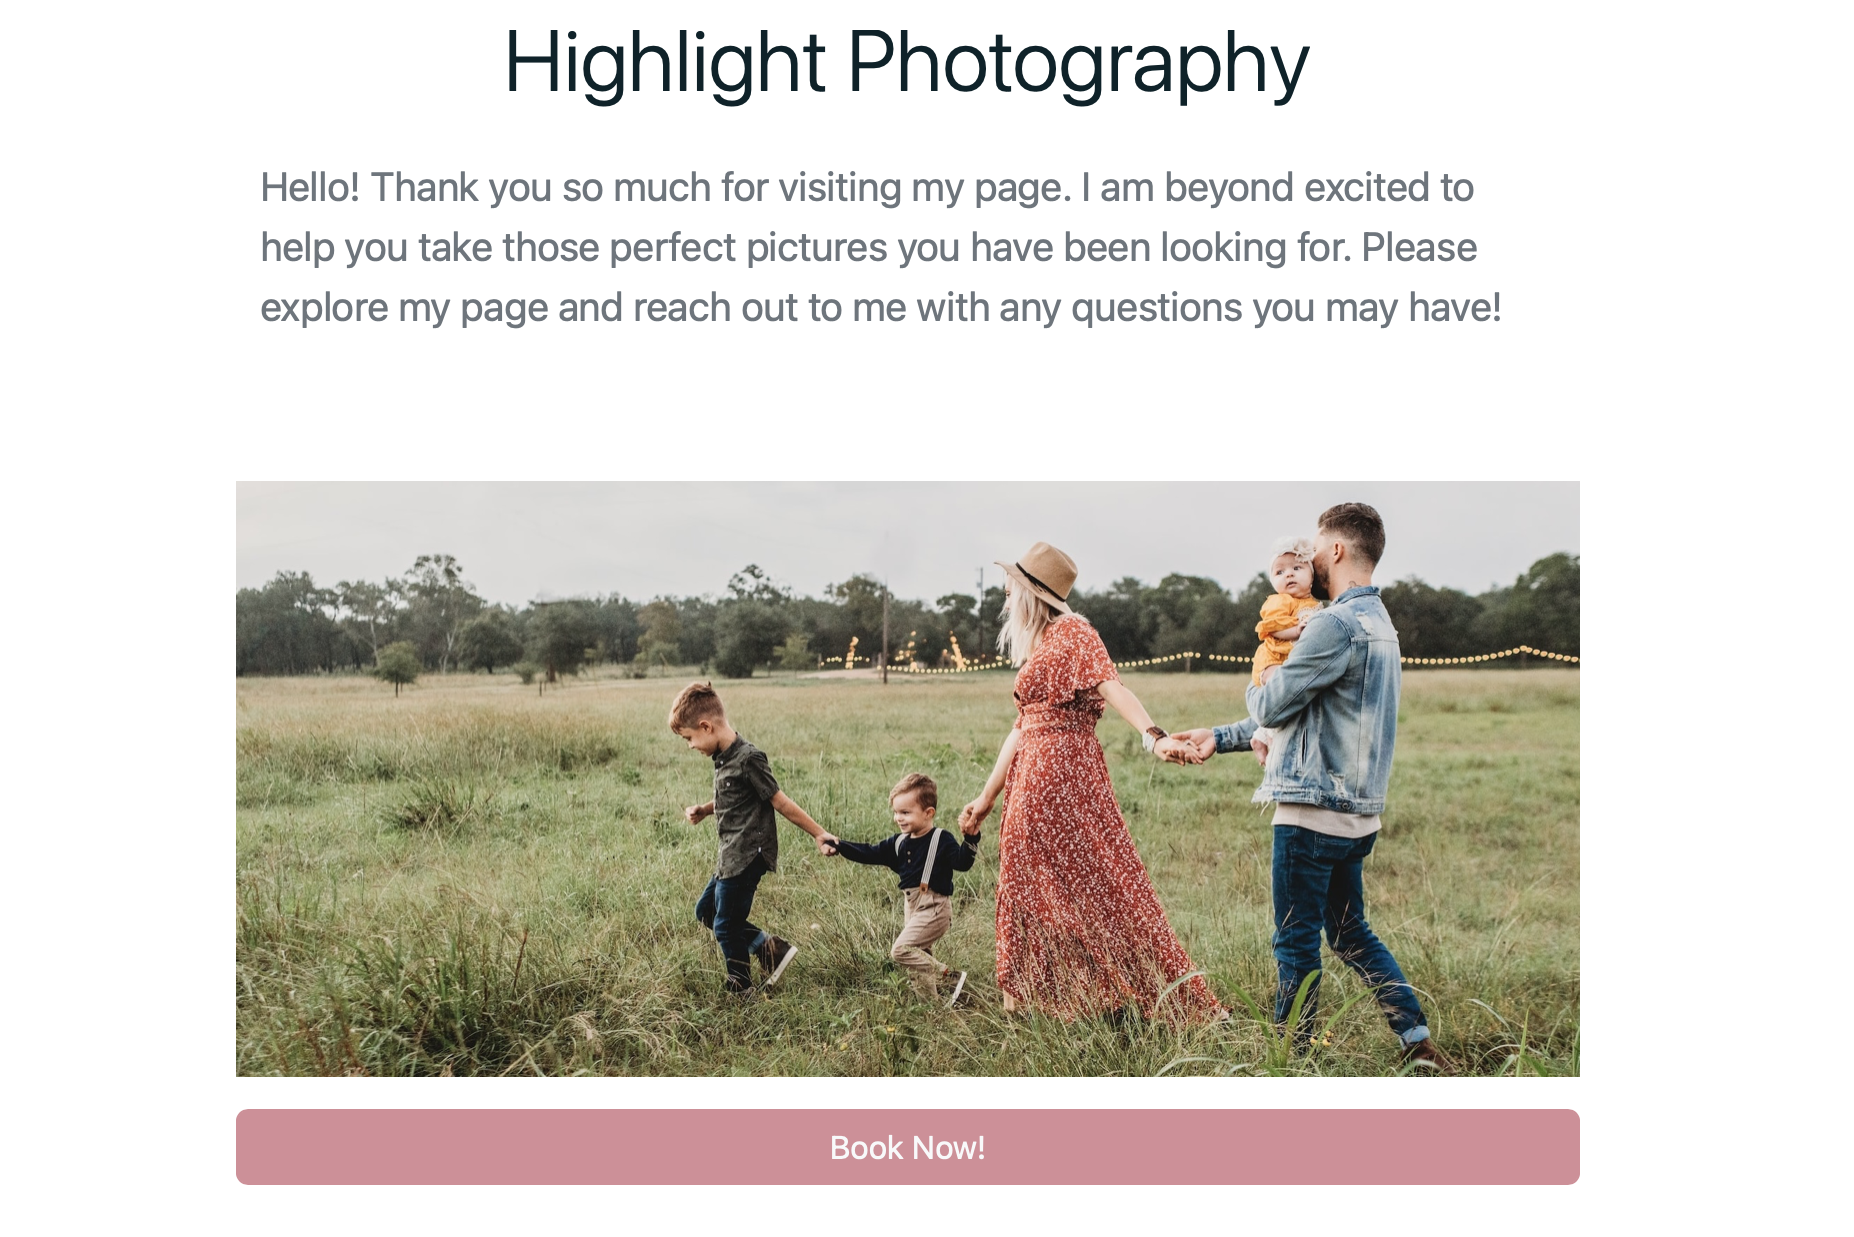 Highlight Photography
Hello! Thank you so much for visiting my page. I am beyond excited to
help you take those perfect pictures you have been looking for. Please
explore my page and reach out to me with any questions you may have!
Book Now!